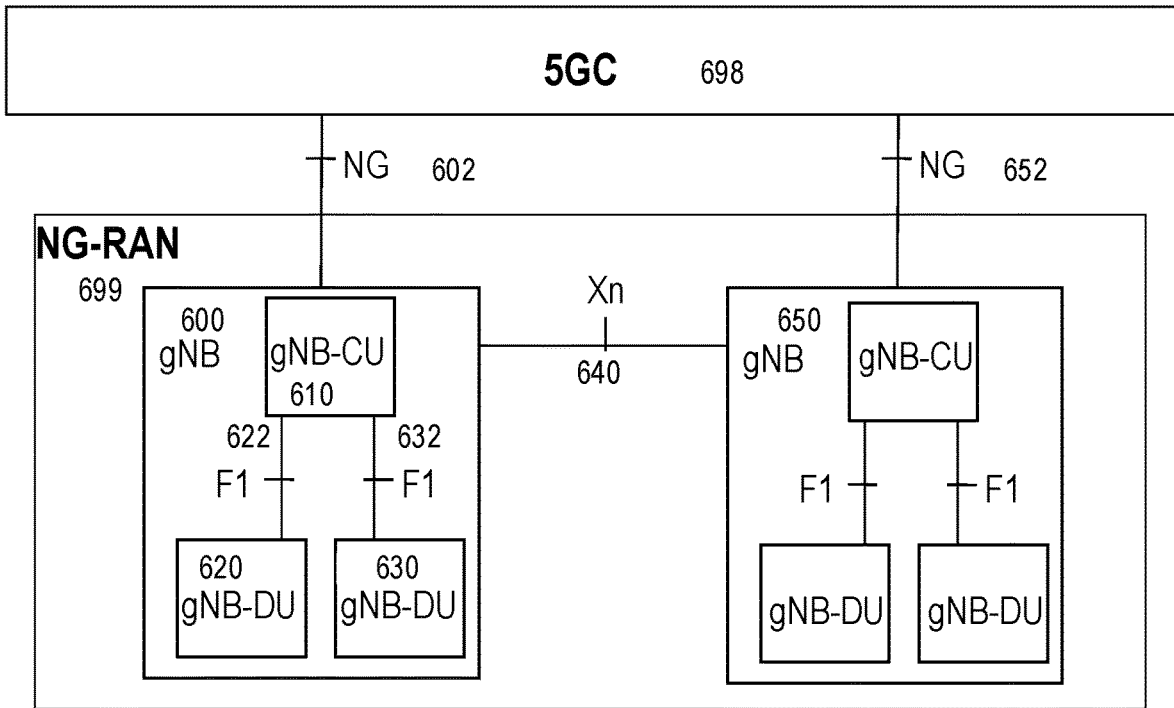 5GC 698
NG 602
NG 652
NG-RAN
699
600
gNB
gNB-CU
610
622
632
F1
F1
620
gNB-DU
630
gNB-DU
Xn
640
650
gNB
gNB-CU
F1
F1
gNB-DU
gNB-DU